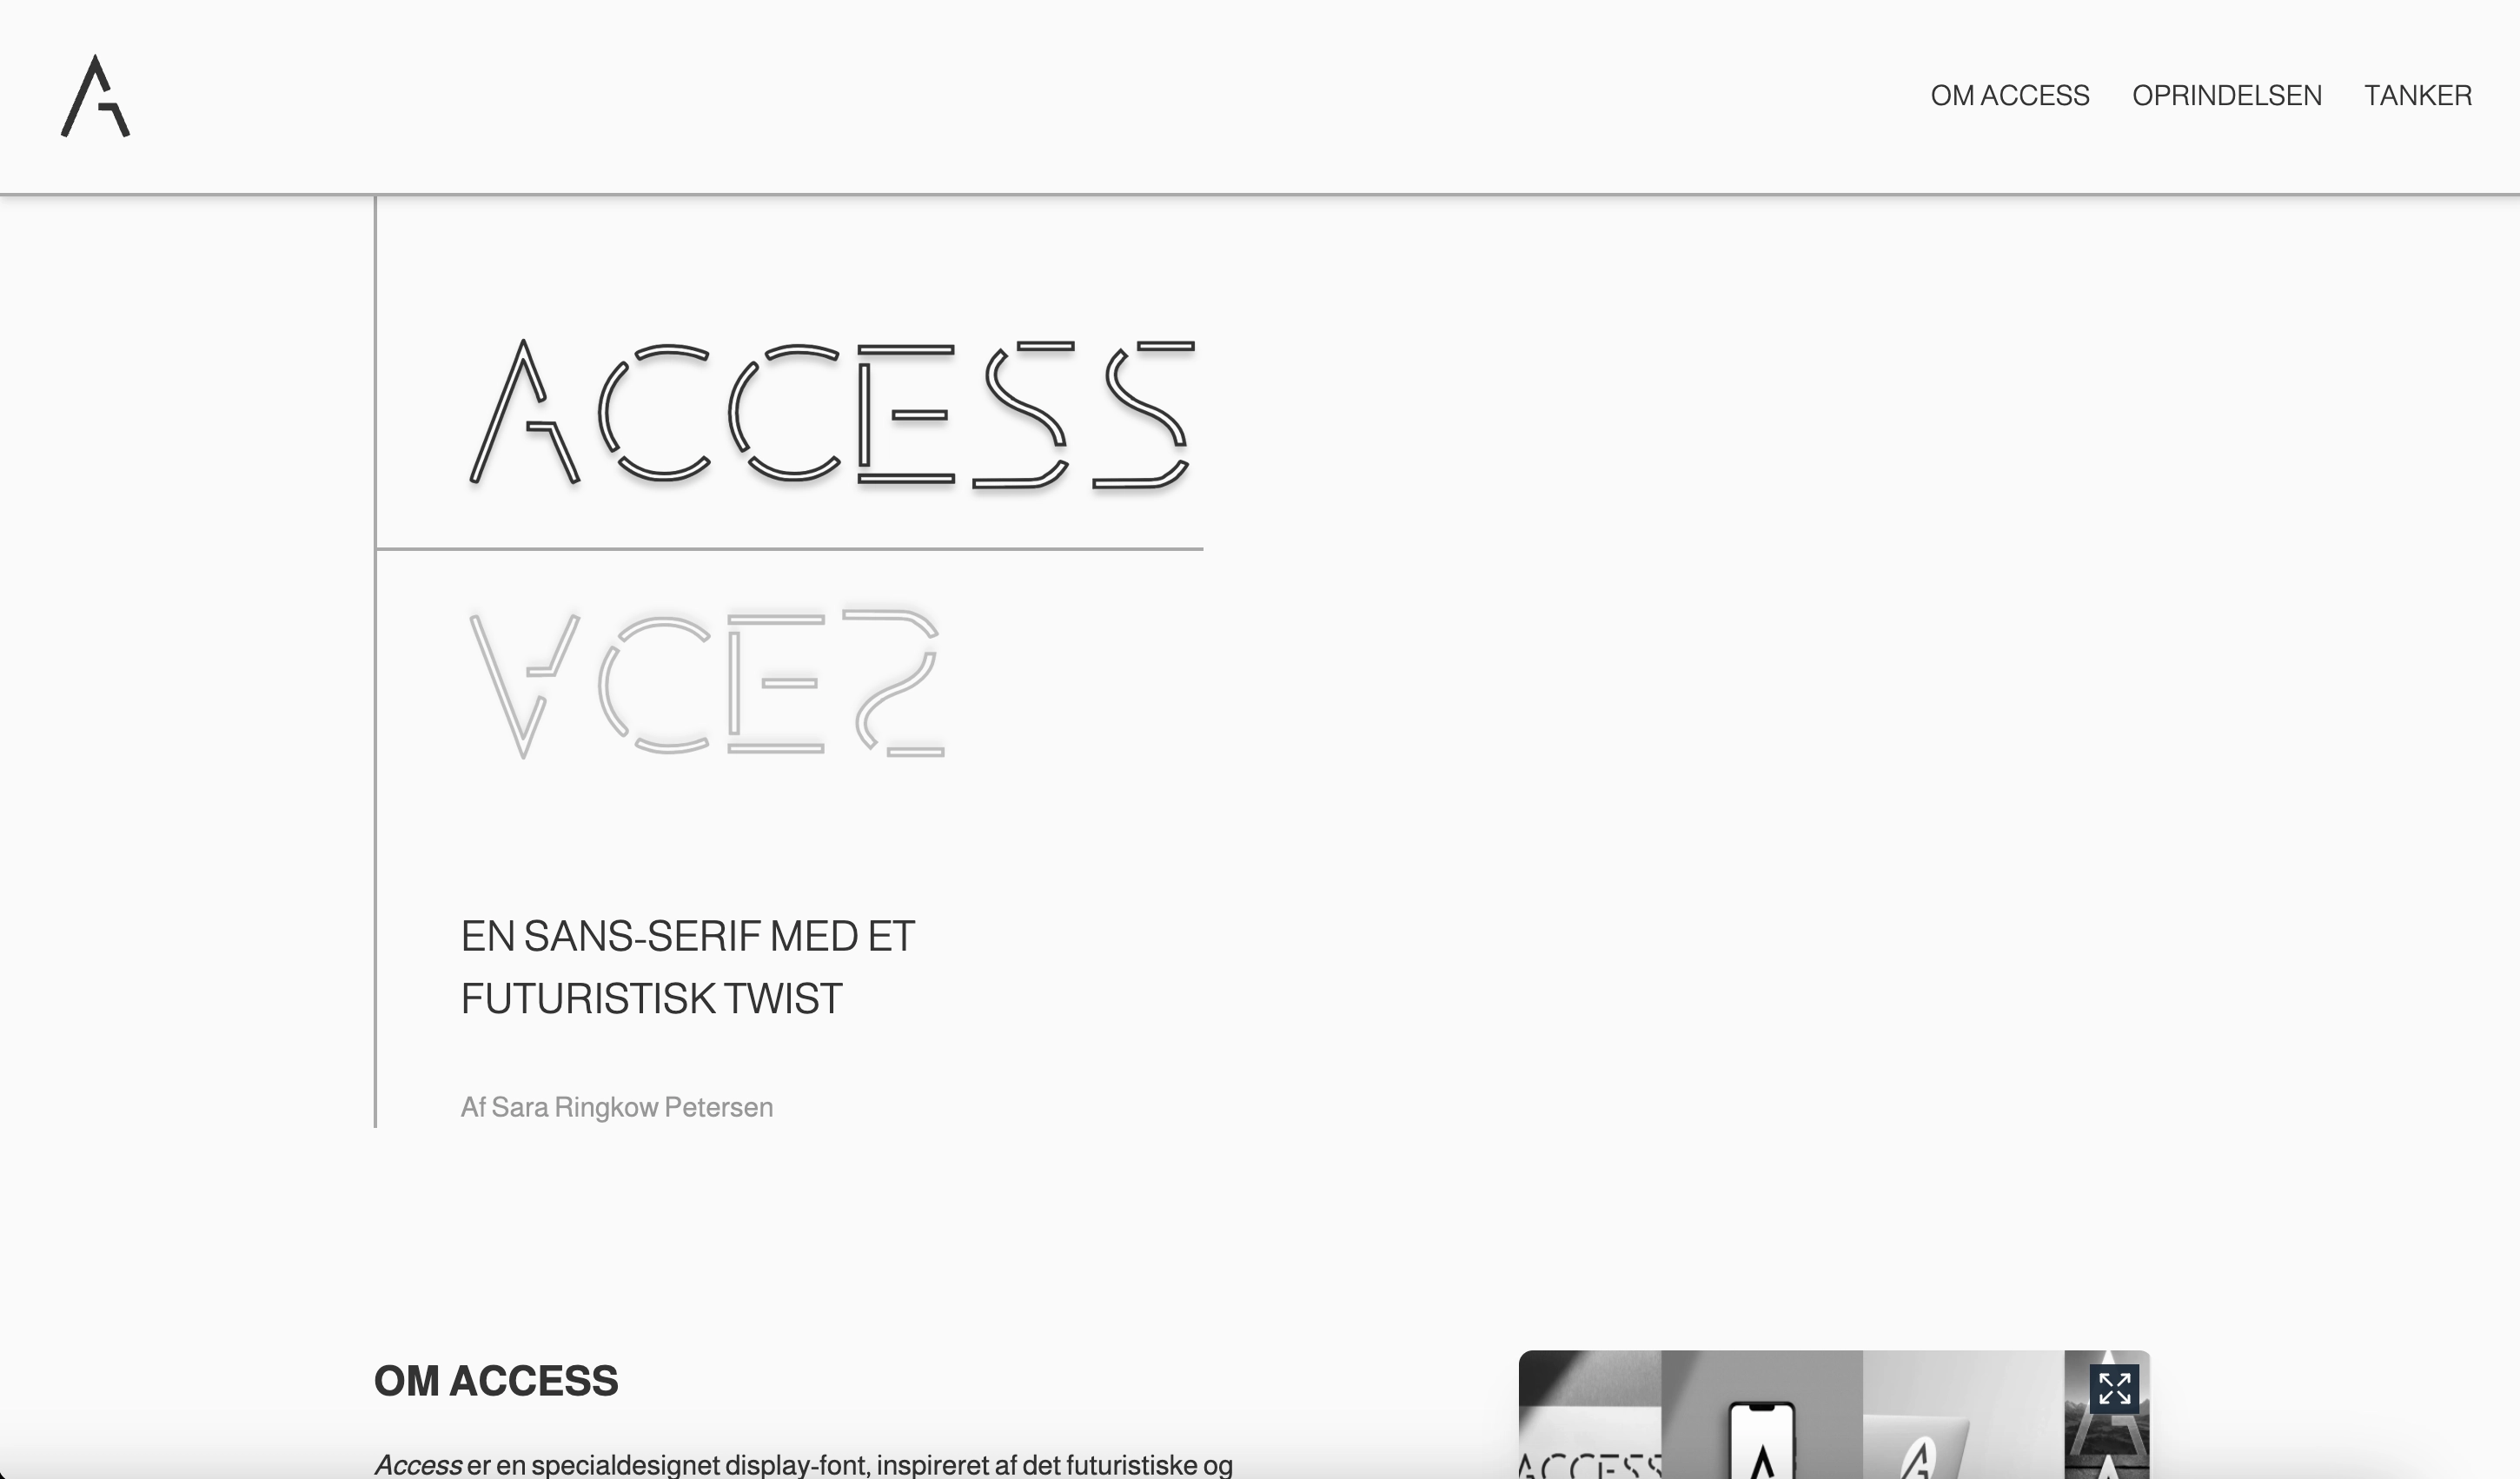 OM ACCESS OPRINDELSEN TANKER
ACCESS
ACES
EN SANS-SERIF MED ET
FUTURISTISK TWIST
Af Sara Ringkow Petersen
OM ACCESS
Access er en specialdesignet display-font, inspireret af det futuristiske og
ACCESS